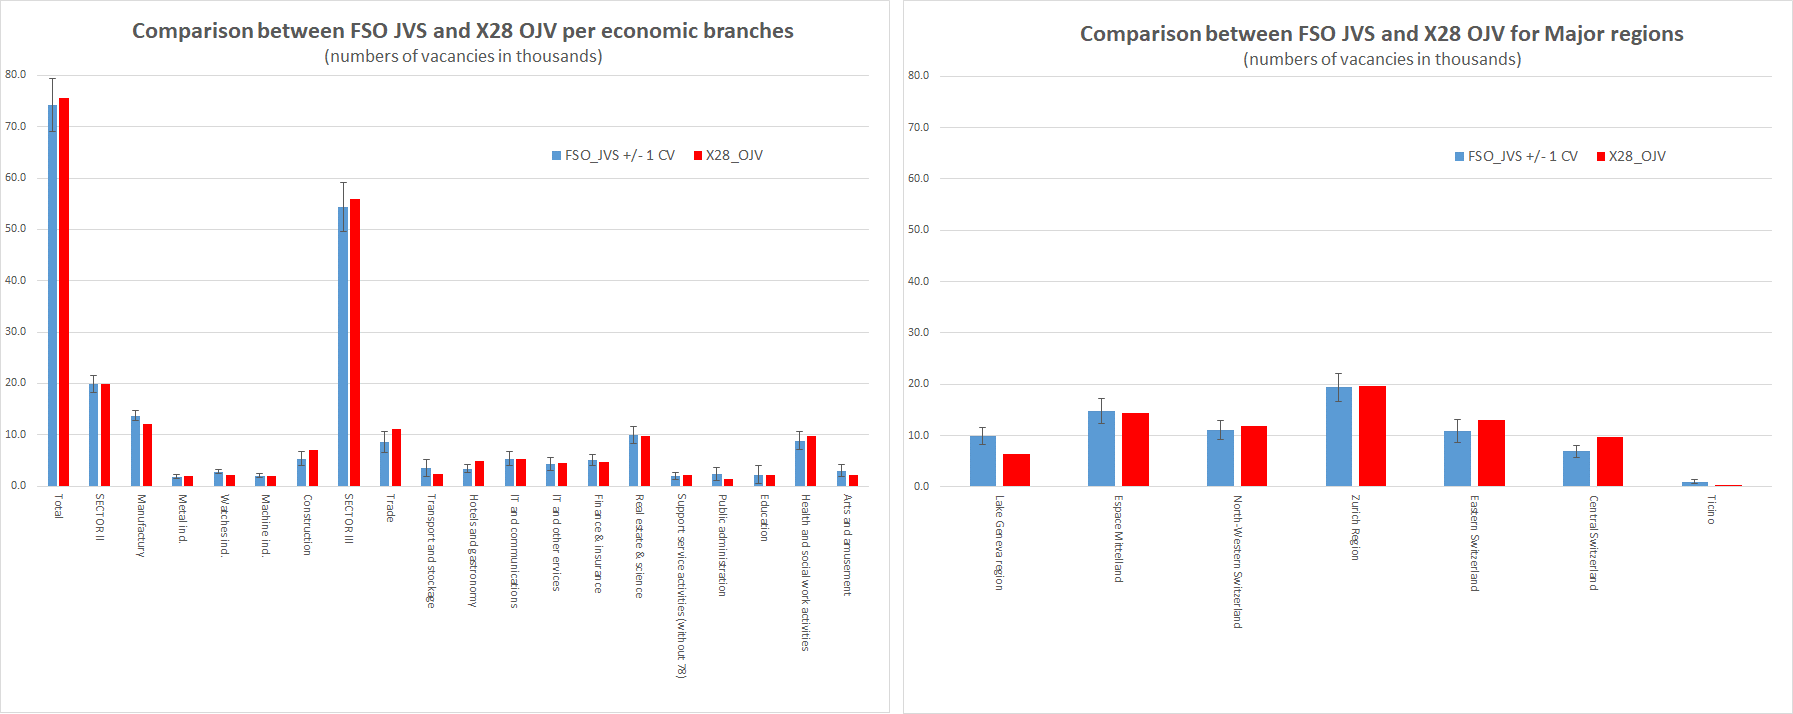 Comparison between FSO JVS and X28 OJV per economic branches
(numbers of vacancies in thousands)
80.0
70.0
60.0
50.0
40.0
30.0
20.0
10.0
0.0
FSO_JVS +/- 1 CV
X28_OJV
Total
SECTOR II
Manufactury
Metal ind.
Watches ind.
Machine ind.
Construction
SECTOR III
Trade
Transport and stockage
Hotels and gastronomy
IT and communications
IT and other ervices
Finance & insurance
Real estate & science
Support service activities (without 78)
Public administration
Education
Health and social work activities
Arts and amusement
Comparison between FSO JVS and X28 OJV for Major regions
(numbers of vacancies in thousands)
80.0
70.0
60.0
50.0
40.0
30.0
20.0
10.0
0.0
FSO_JVS +/- 1 CV
X28_OJV
Lake Geneva region
Espace Mittelland
North-Western Switzerland
Zurich Region
Eastern Switzerland
Central Switzerland
Ticino